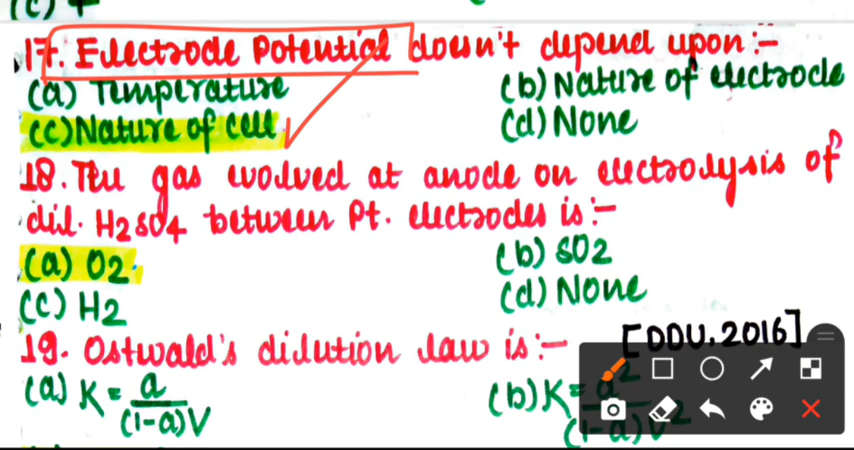 17. Electrode Potential doesn't depend upon:-
(a) Temperature (b) Nature of electrode
(c) Nature of cell. (d) None
18. The gas evolved at anode on electrolysis of
dil. H2SO4 between Pt. electrodes is:-
(a) O2. (b) SO2
(c) H2 (d) None
19. Ostwald's dilution law is:- [DDU. 2016]
(a) K = a/(1-a)V (b) K=